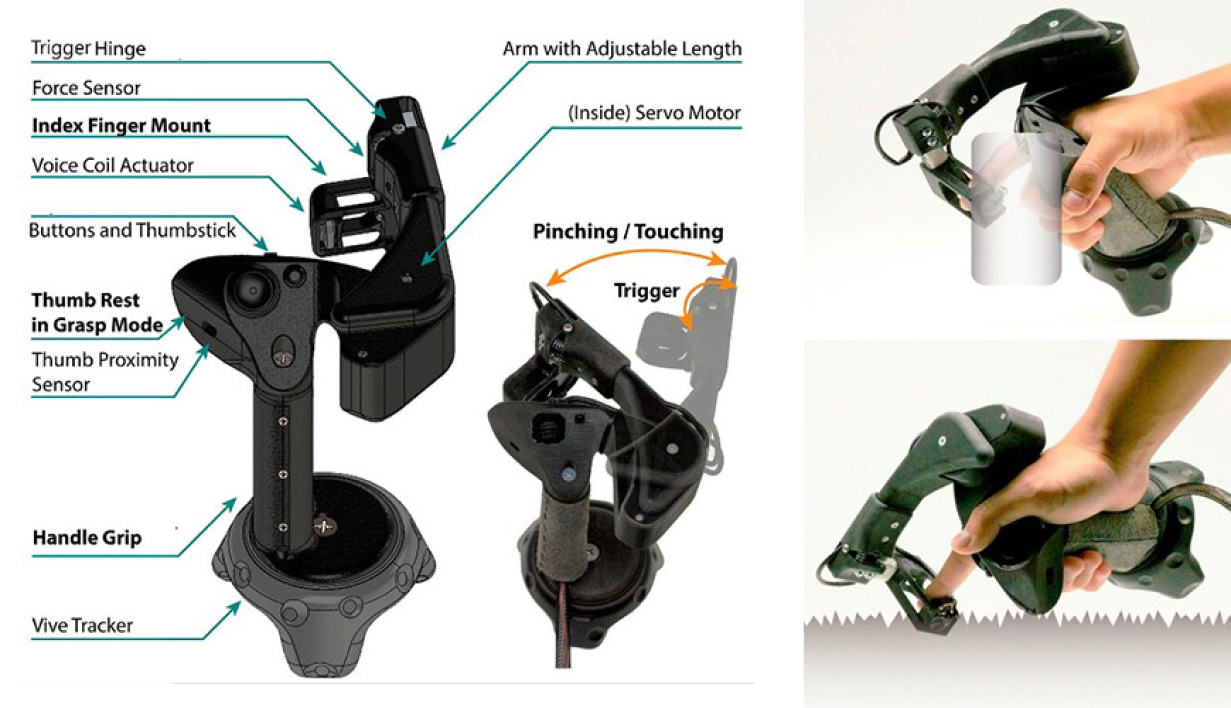 Trigger Hinge
Force Sensor
Index Finger Mount
Voice Coil Actuator
Buttons and Thumbstick
Thumb Rest
in Grasp Mode
Thumb Proximity
Sensor
Handle Grip
Vive Tracker
Arm with Adjustable Length
(Inside) Servo Motor
Pinching / Touching
Trigger